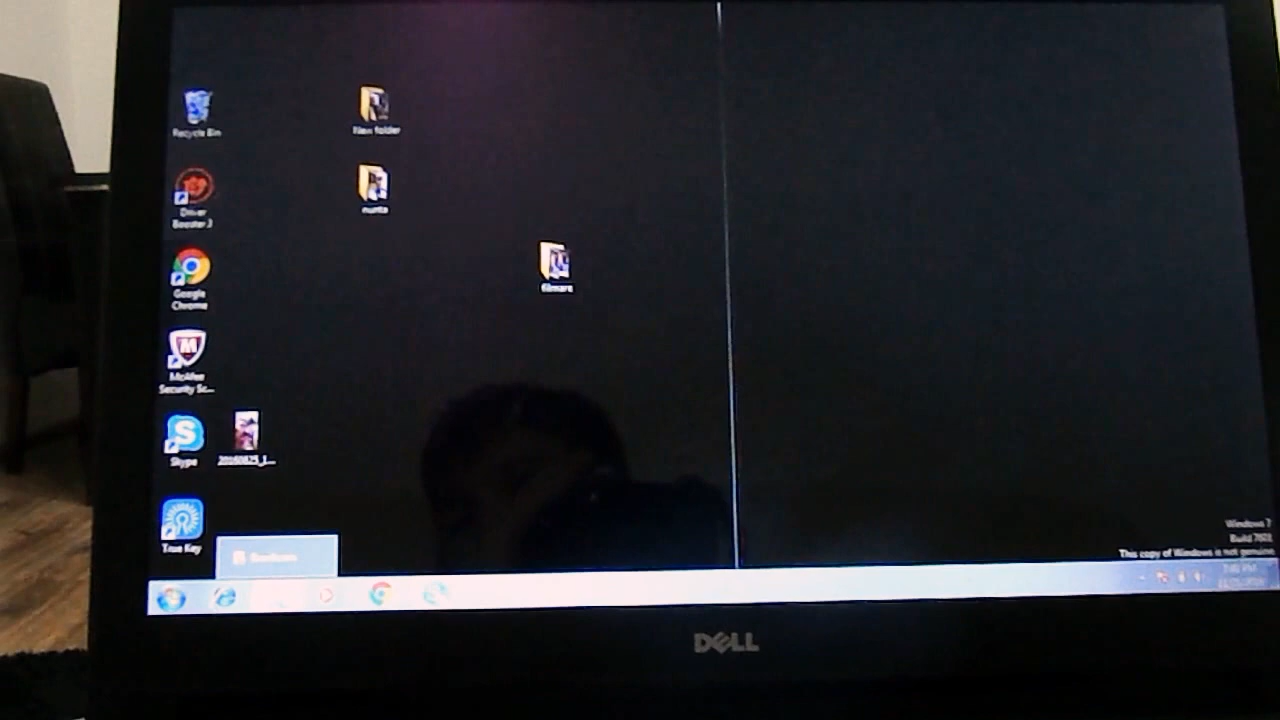 Recycle Bin
New folder
Driver
Booster 3
nunta
Google
Chrome
filmare
McAfee
Security Sc...
Skype
True Key
Windows 7
Build 7601
This copy of Windows is not genuine
DELL